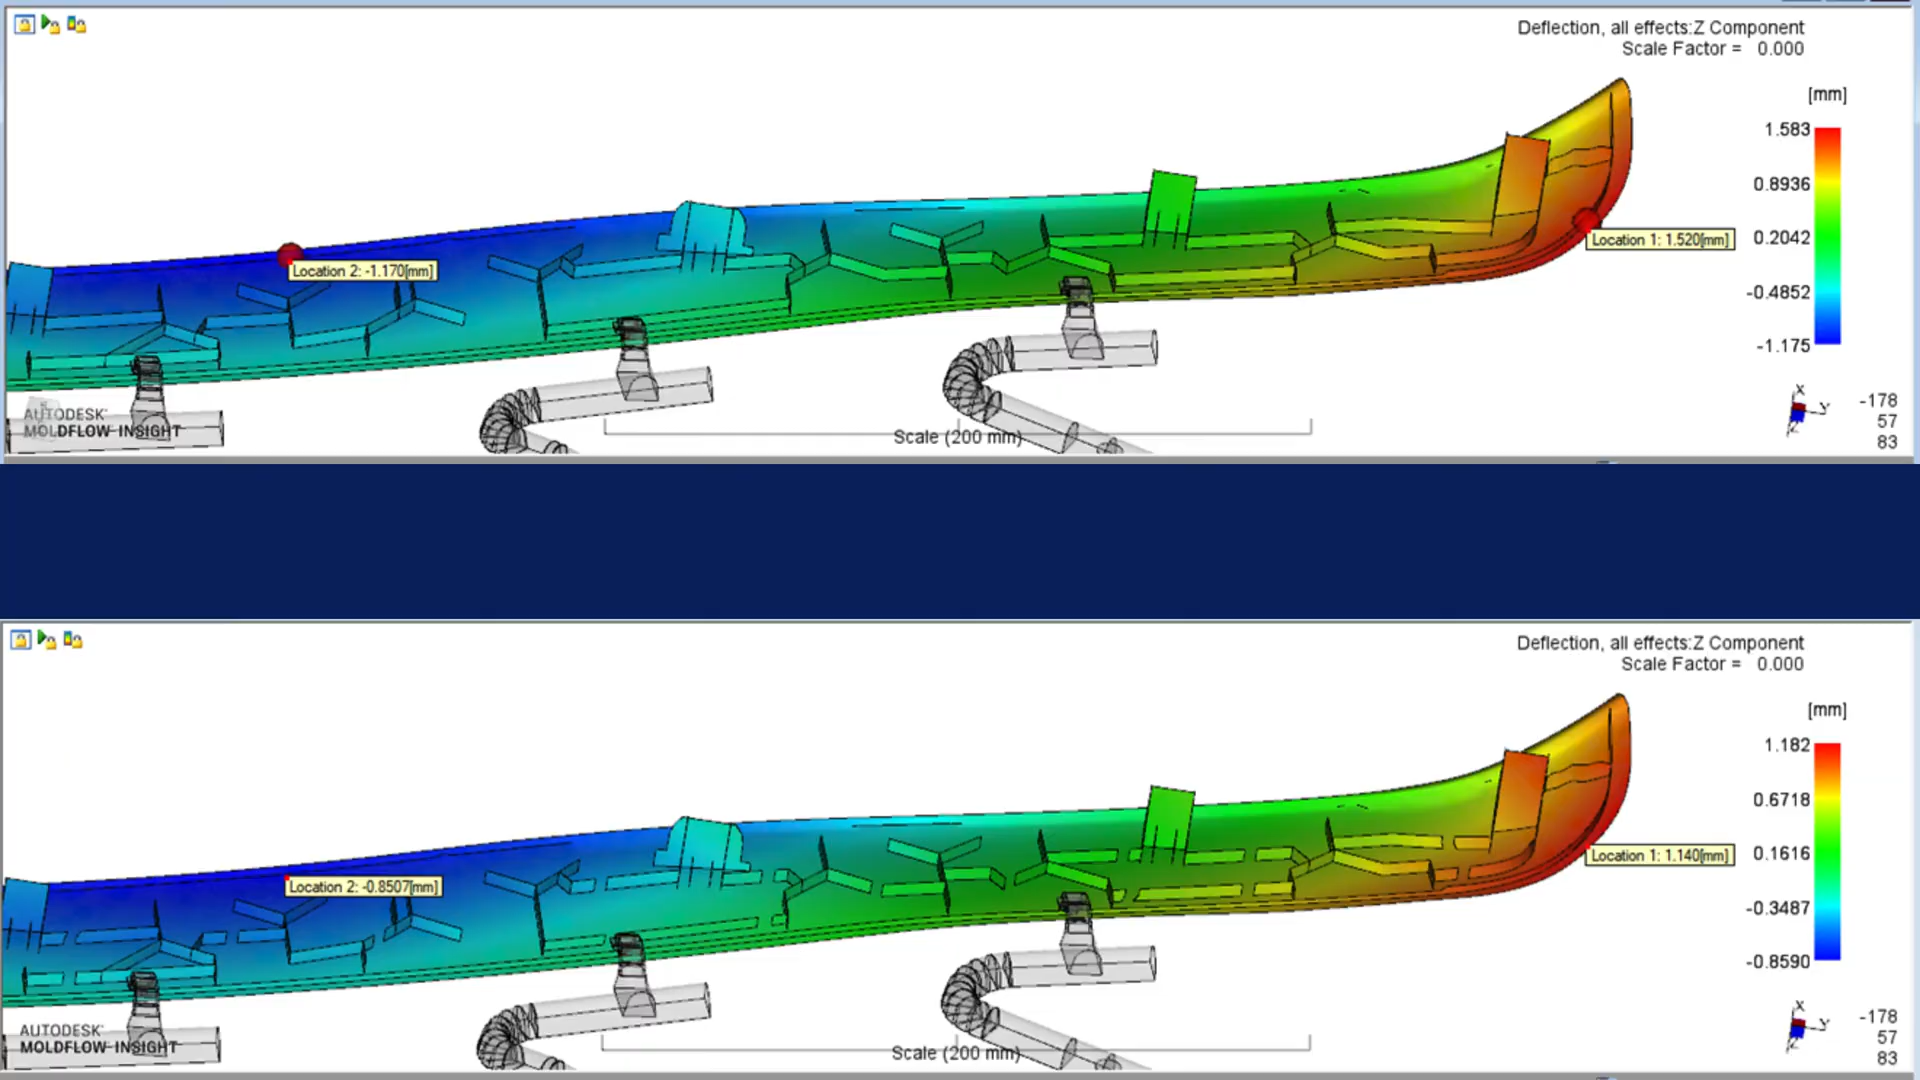 Deflection, all effects:Z Component
Scale Factor = 0.000
[mm]
1.583
0.8936
0.2042
-0.4852
-1.175
Location 1: 1.520[mm]
Location 2: -1.170[mm]
AUTODESK
MOLDFLOW INSIGHT
Scale (200 mm)
X
Y
Z
-178
57
83
Deflection, all effects:Z Component
Scale Factor = 0.000
[mm]
1.182
0.6718
0.1616
-0.3487
-0.8590
Location 1: 1.140[mm]
Location 2: -0.8507[mm]
AUTODESK
MOLDFLOW INSIGHT
Scale (200 mm)
X
Y
Z
-178
57
83